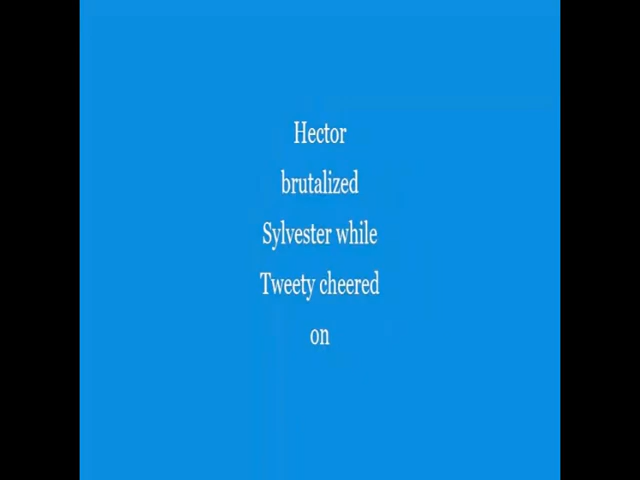 Hector
brutalized
Sylvester while
Tweety cheered
on